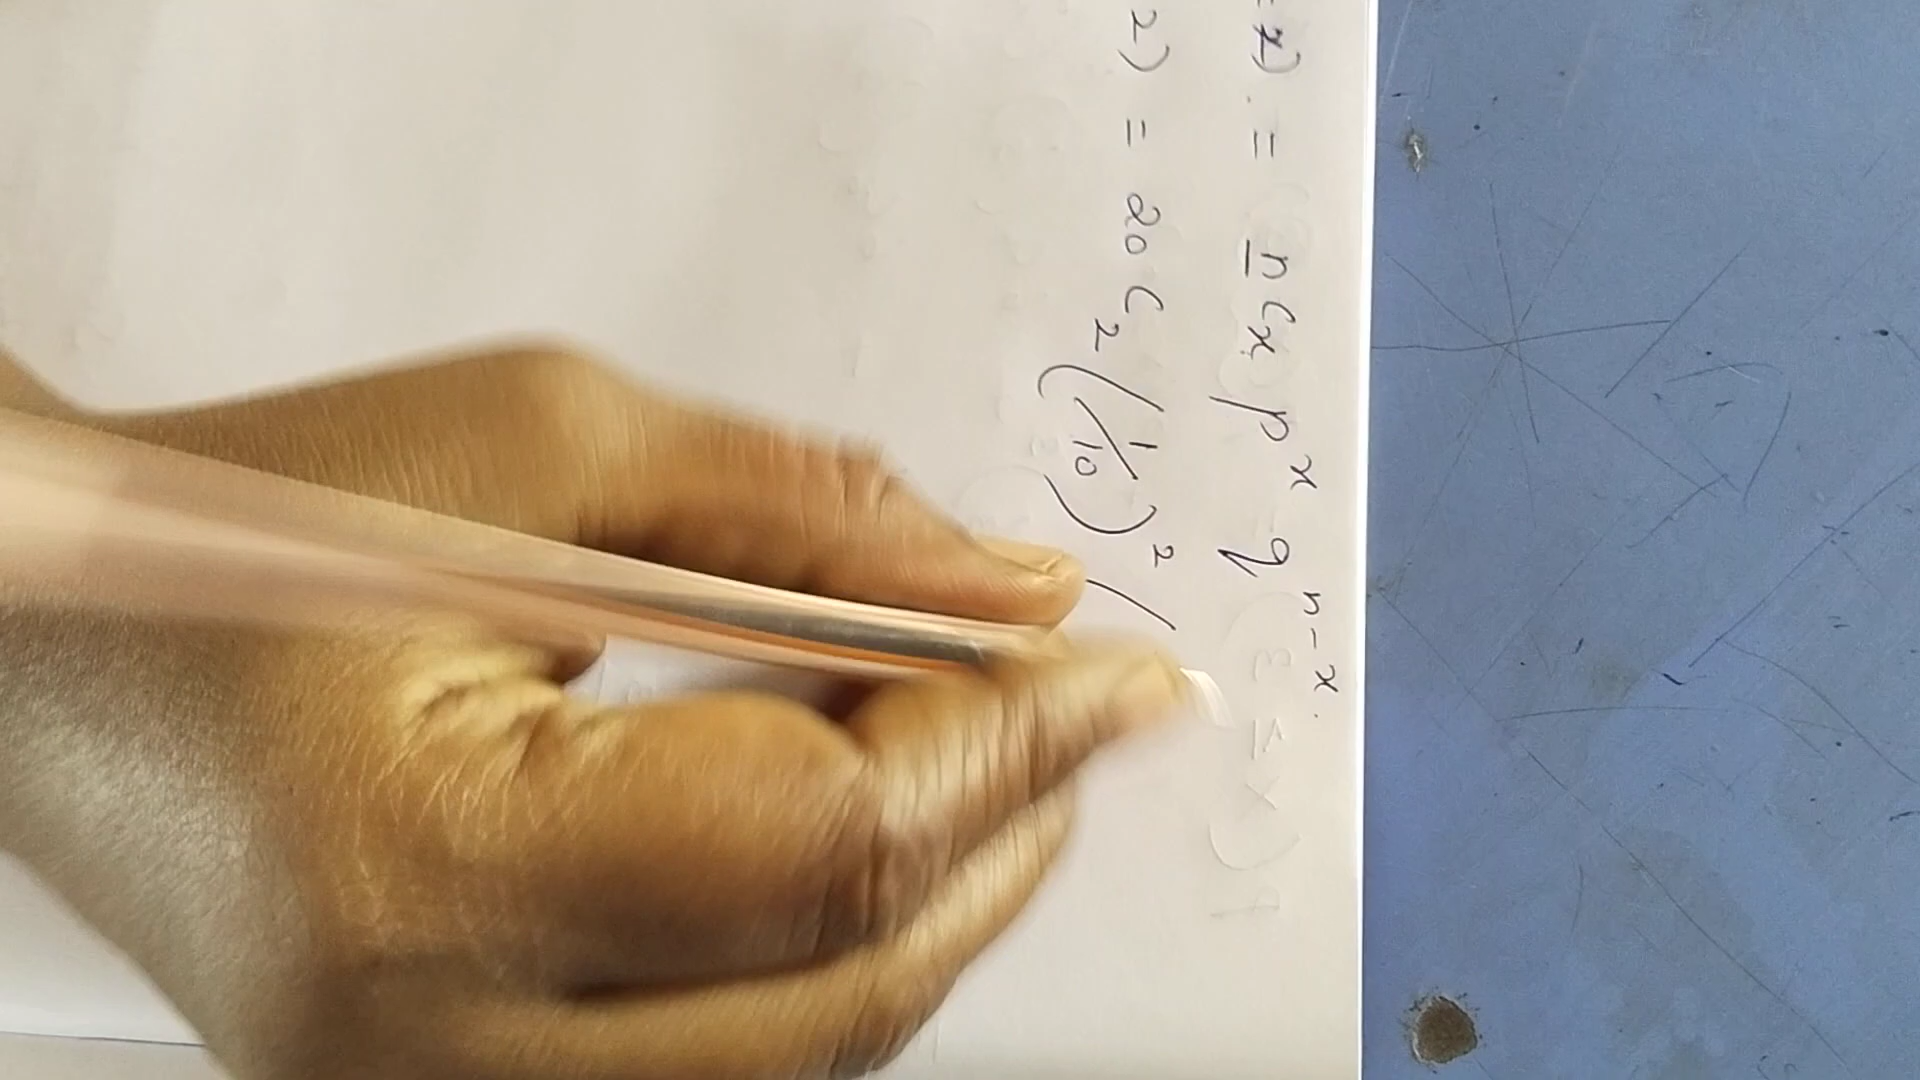 =x). = nCx p^x q^n-x.
2) = 20C2 (1/10)^2 (